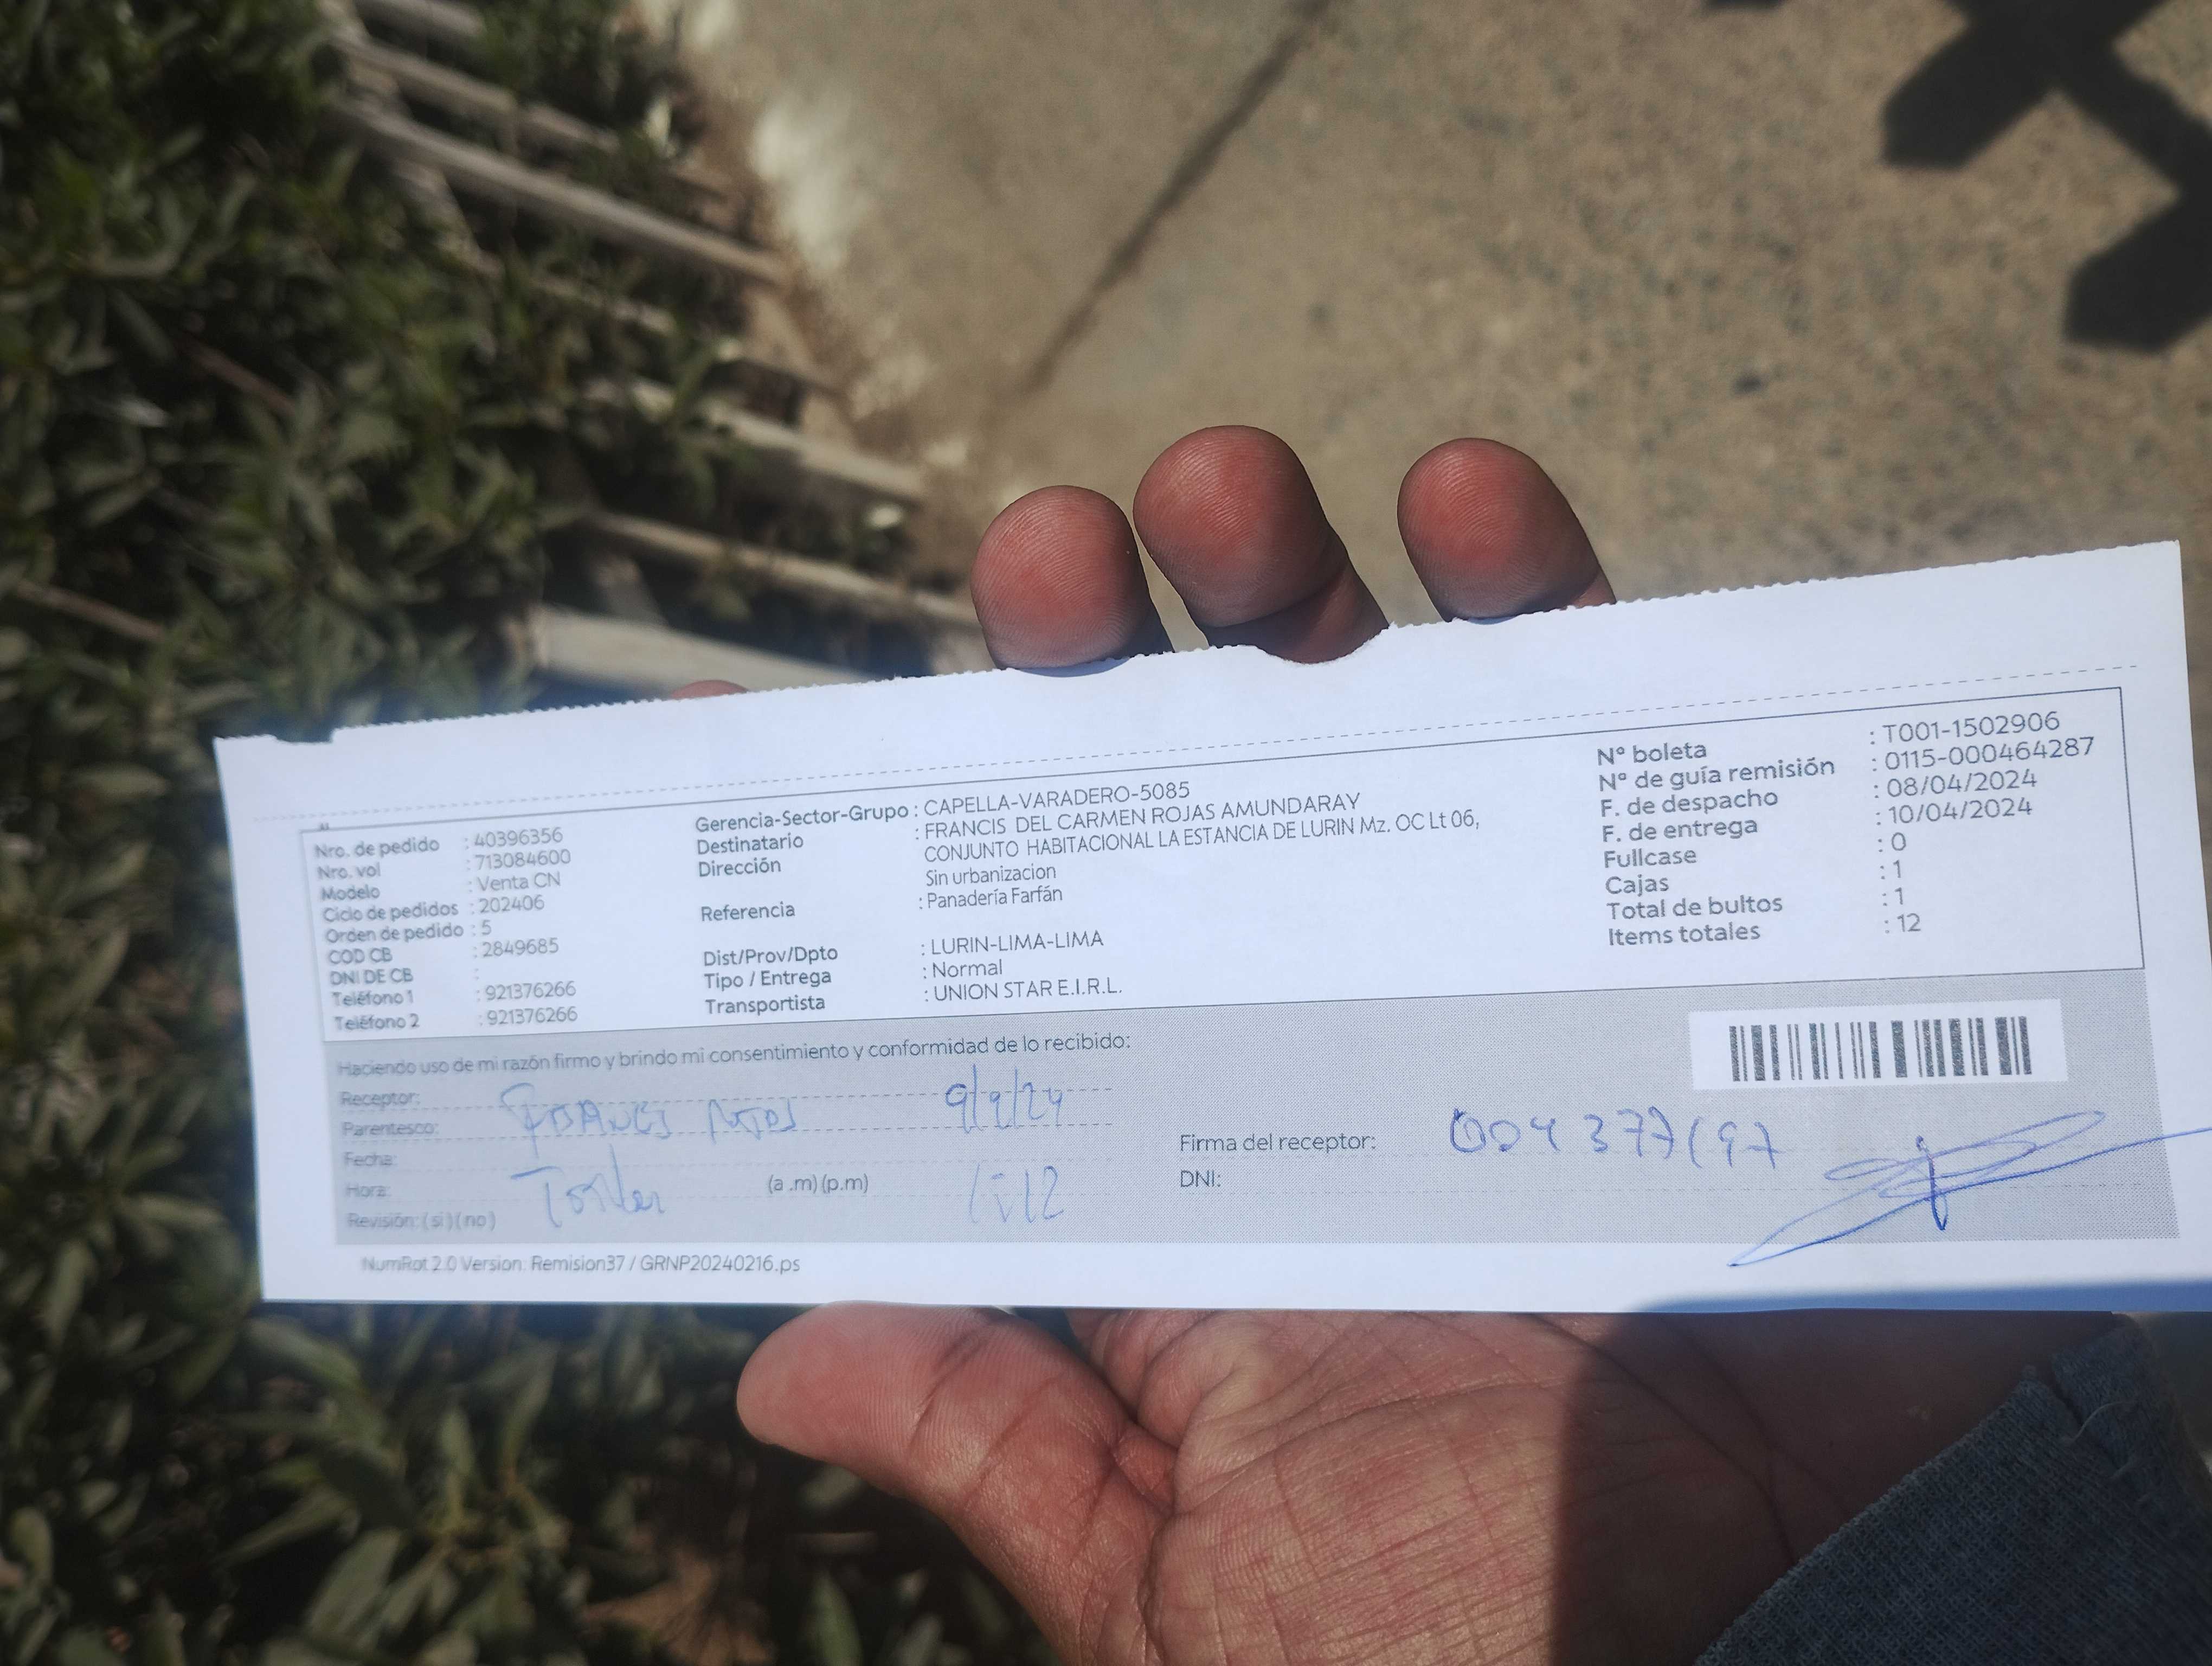 Nro. de pedido : 40396356
Nro. vol : 713084600
Modelo : Venta CN
Ciclo de pedidos : 202406
Orden de pedido : 5
COD CB : 2849685
DNI DE CB :
Teléfono 1 : 921376266
Teléfono 2 : 921376266
Gerencia-Sector-Grupo : CAPELLA-VARADERO-5085
Destinatario : FRANCIS DEL CARMEN ROJAS AMUNDARAY
Dirección CONJUNTO HABITACIONAL LA ESTANCIA DE LURIN Mz. OC Lt 06,
Sin urbanizacion
Referencia : Panadería Farfán
Dist/Prov/Dpto : LURIN-LIMA-LIMA
Tipo / Entrega : Normal
Transportista : UNION STAR E.I.R.L.
N° boleta : T001-1502906
N° de guía remisión : 0115-000464287
F. de despacho : 08/04/2024
F. de entrega : 10/04/2024
Fullcase : 0
Cajas : 1
Total de bultos : 1
Items totales : 12
Haciendo uso de mi razón firmo y brindo mi consentimiento y conformidad de lo recibido:
Receptor:
Parentesco:
Fecha:
Hora: (a .m) (p.m)
Revisión: (si) (no)
Firma del receptor:
DNI:
NumRot 2.0 Version: Remision37 / GRNP20240216.ps